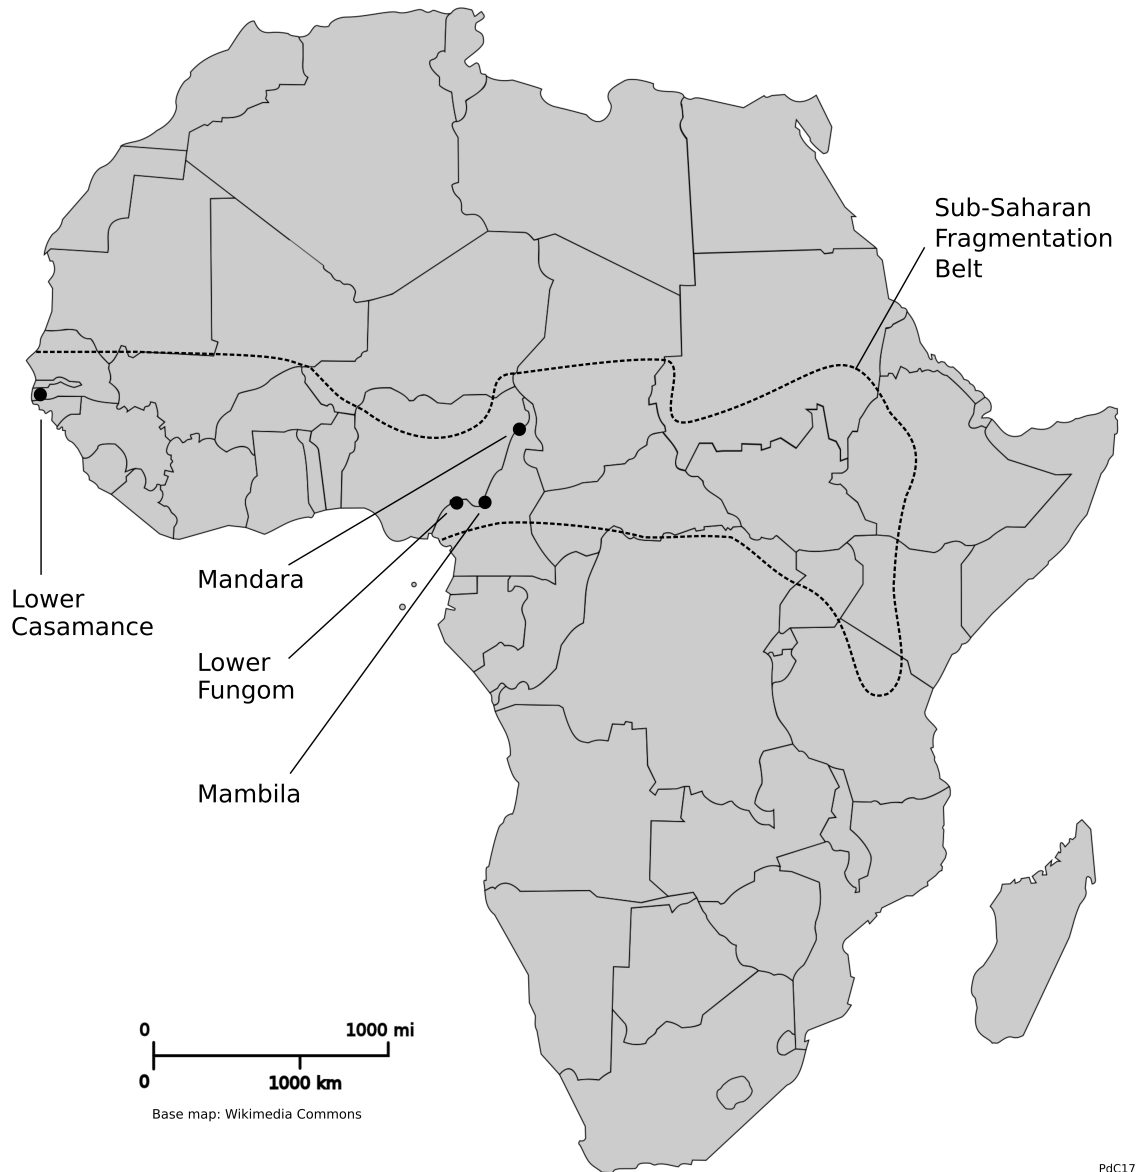 Sub-Saharan
Fragmentation
Belt
Mandara
Lower
Casamance
Lower
Fungom
Mambila
0
1000 mi
0
1000 km
Base map: Wikimedia Commons
PdC17